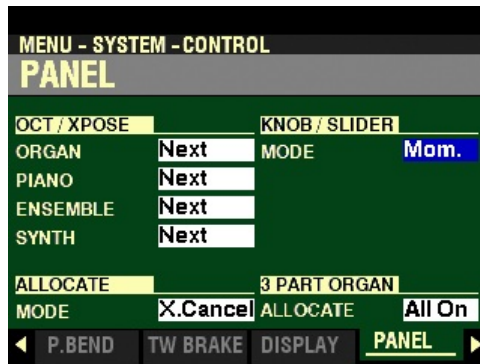 MENU - SYSTEM - CONTROL
PANEL
OCT / XPOSE KNOB / SLIDER
ORGAN Next MODE Mom.
PIANO Next
ENSEMBLE Next
SYNTH Next
ALLOCATE 3 PART ORGAN
MODE X.Cancel ALLOCATE All On
P.BEND TW BRAKE DISPLAY PANEL